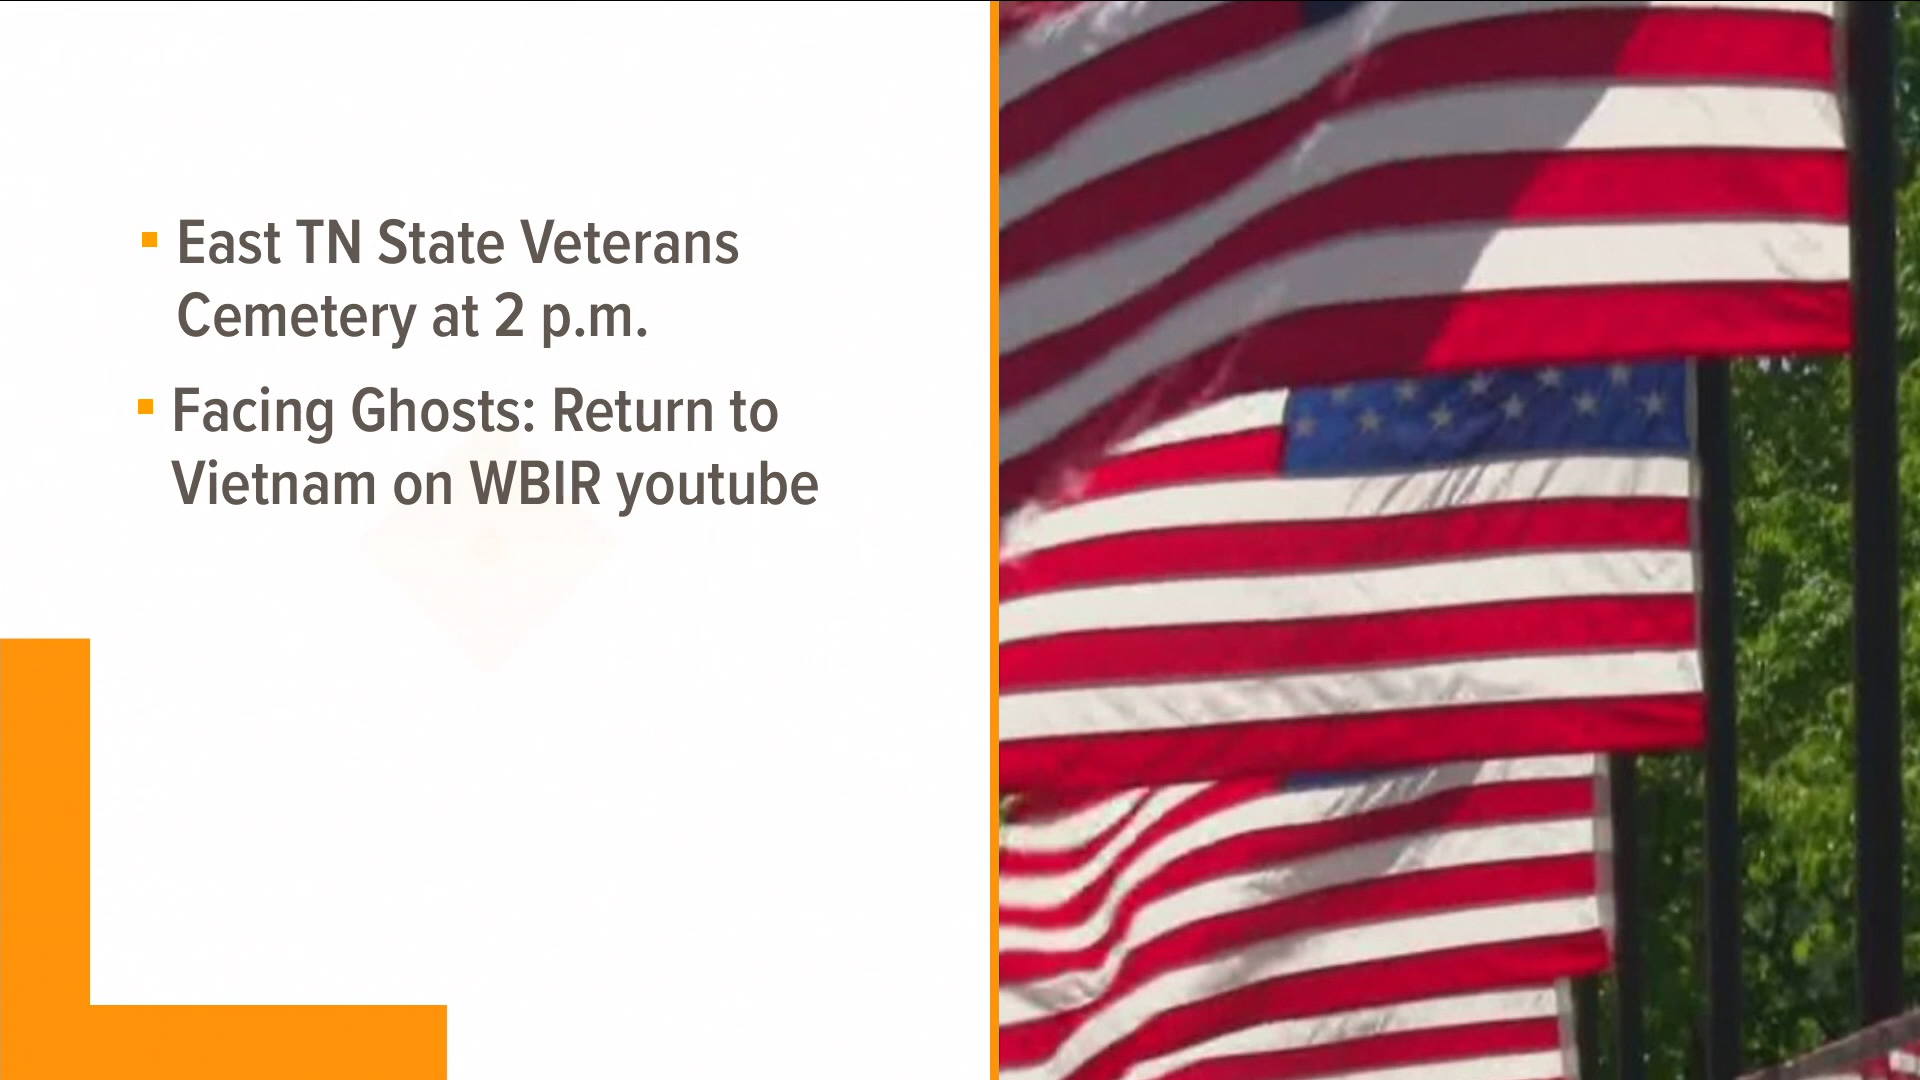 East TN State Veterans
Cemetery at 2 p.m.
Facing Ghosts: Return to
Vietnam on WBIR youtube